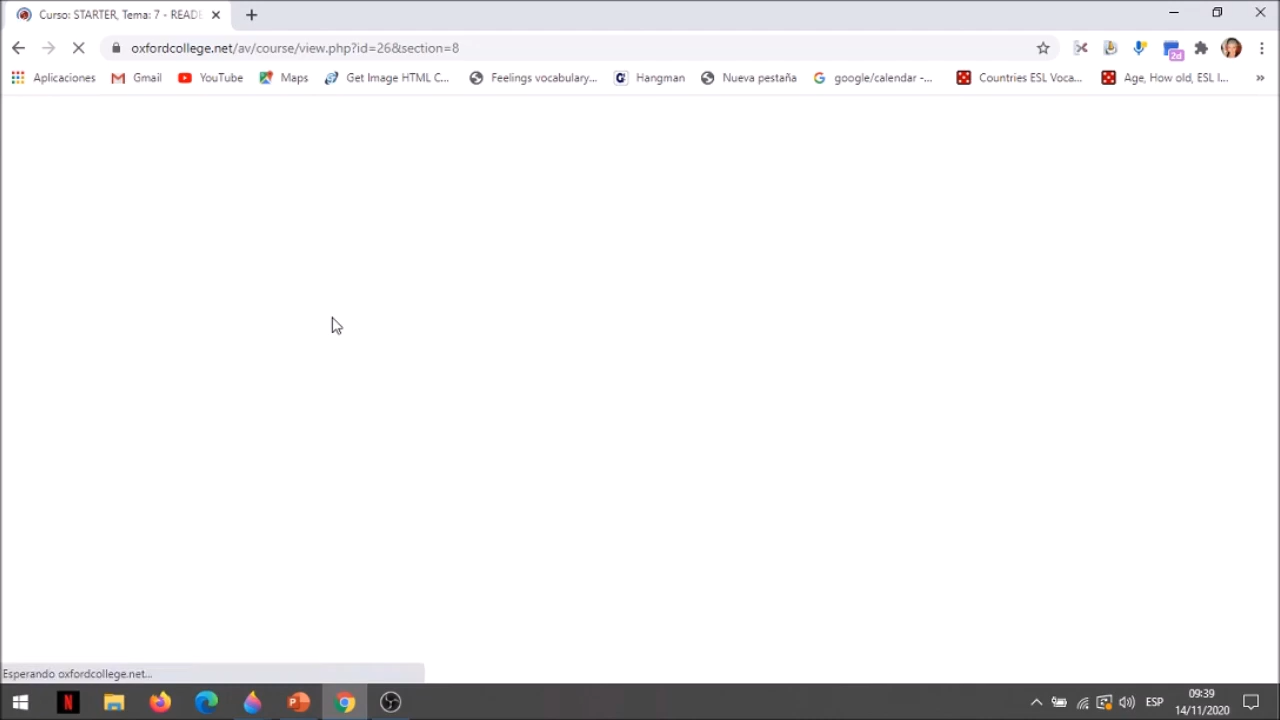 Curso: STARTER, Tema: 7 - READE
oxfordcollege.net/av/course/view.php?id=26&section=8
2d
Aplicaciones Gmail YouTube Maps Get Image HTML C... Feelings vocabulary... Hangman Nueva pestaña google/calendar -... Countries ESL Voca... Age, How old, ESL I... »
Esperando oxfordcollege.net...
ESP
09:39
14/11/2020